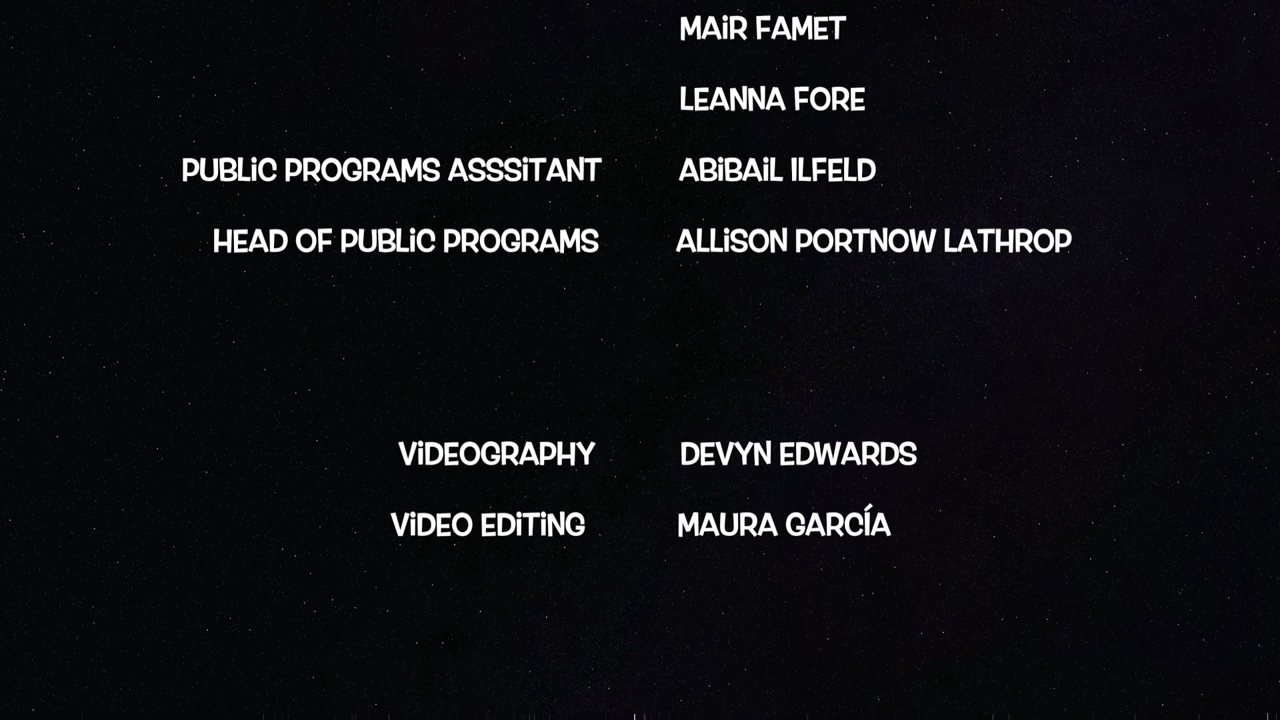 MAiR FAMET
LEANNA FORE
PUBLiC PROGRAMS ASSSiTANT ABiBAiL ILFELD
HEAD OF PUBLiC PROGRAMS ALLiSON PORTNOW LATHROP
ViDEOGRAPHY DEVYN EDWARDS
ViDEO EDiTiNG MAURA GARCÍA